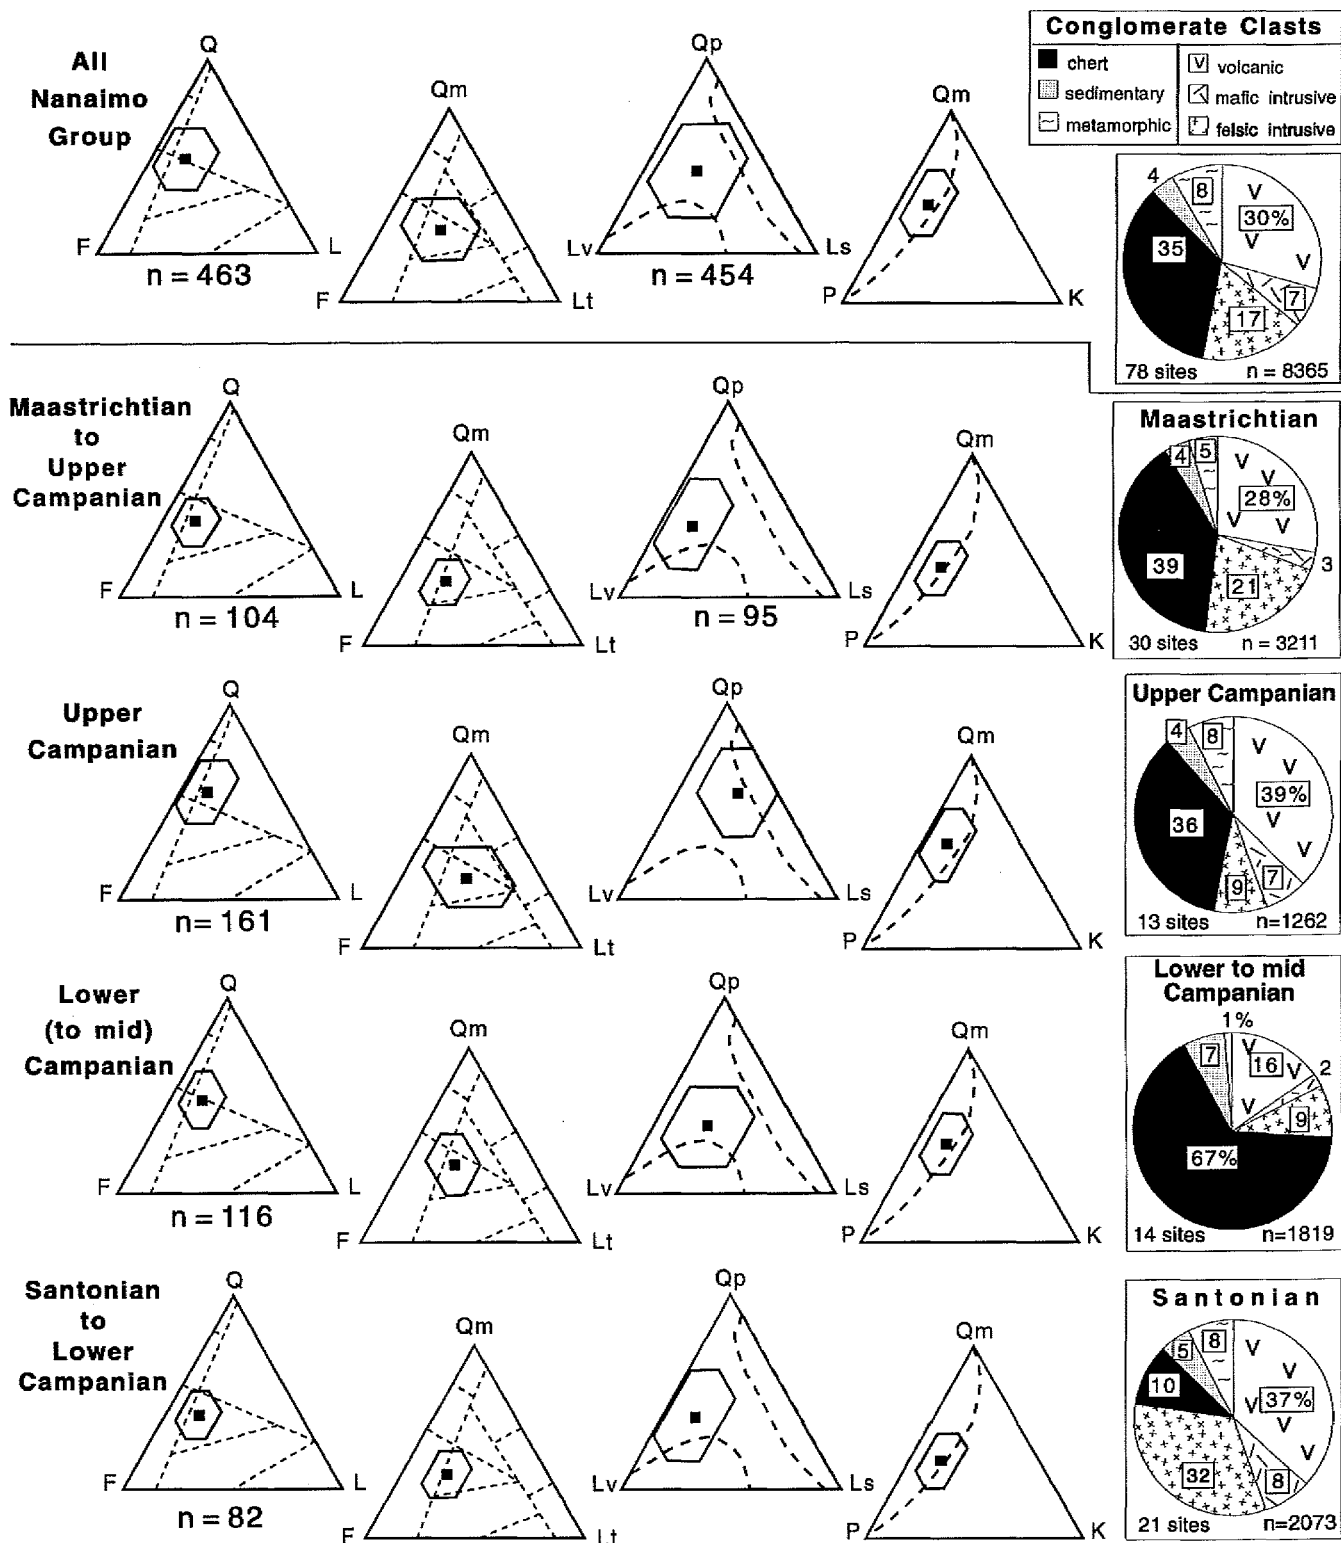 All
Nanaimo
Group
Q
F
L
n = 463
Qm
F
Lt
Qp
Lv
Ls
n = 454
Qm
P
K
Conglomerate Clasts
chert
sedimentary
metamorphic
v volcanic
mafic intrusive
felsic intrusive
4
8
30%
V
V
V
35
7
17
78 sites n = 8365
Maastrichtian
to
Upper
Campanian
Q
F
L
n = 104
Qm
F
Lt
Qp
Lv
Ls
n = 95
Qm
P
K
Maastrichtian
4
5
V
V
28%
V
V
39
21
3
30 sites n = 3211
Upper
Campanian
Q
F
L
n= 161
Qm
F
Lt
Qp
Lv
Ls
Qm
P
K
Upper Campanian
4
8
V
V
39%
V
V
36
9
7
13 sites n=1262
Lower
(to mid)
Campanian
Q
F
L
n = 116
Qm
F
Lt
Qp
Lv
Ls
Qm
P
K
Lower to mid
Campanian
1%
7
V
16
V
2
V
9
67%
14 sites n=1819
Santonian
to
Lower
Campanian
Q
F
L
n = 82
Qm
F
Lt
Qp
Lv
Ls
Qm
P
K
Santonian
5
8
V
V
10
V
37%
V
V
32
8
21 sites n=2073